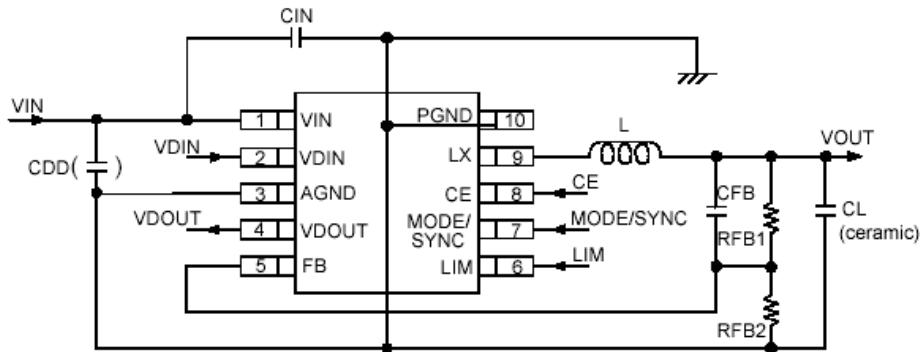 CIN
VIN
1 VIN
PGND 10
L
VOUT
VDIN
2 VDIN
LX 9
CDD( )
3 AGND
CE 8
CE
CFB
VDOUT
4 VDOUT
MODE/
SYNC
7
MODE/SYNC
RFB1
CL
(ceramic)
5 FB
LIM 6
LIM
RFB2